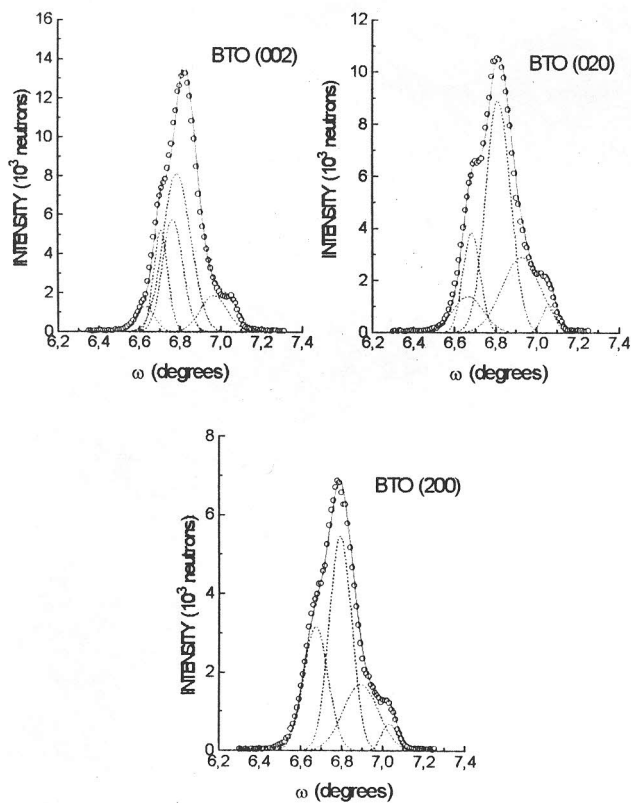 BTO (002)
INTENSITY (10³ neutrons)
16
14
12
10
8
6
4
2
0
6,2 6,4 6,6 6,8 7,0 7,2 7,4
ω (degrees)
BTO (020)
INTENSITY (10³ neutrons)
12
10
8
6
4
2
0
6,2 6,4 6,6 6,8 7,0 7,2 7,4
ω (degrees)
BTO (200)
INTENSITY (10³ neutrons)
8
6
4
2
0
6,2 6,4 6,6 6,8 7,0 7,2 7,4
ω (degrees)